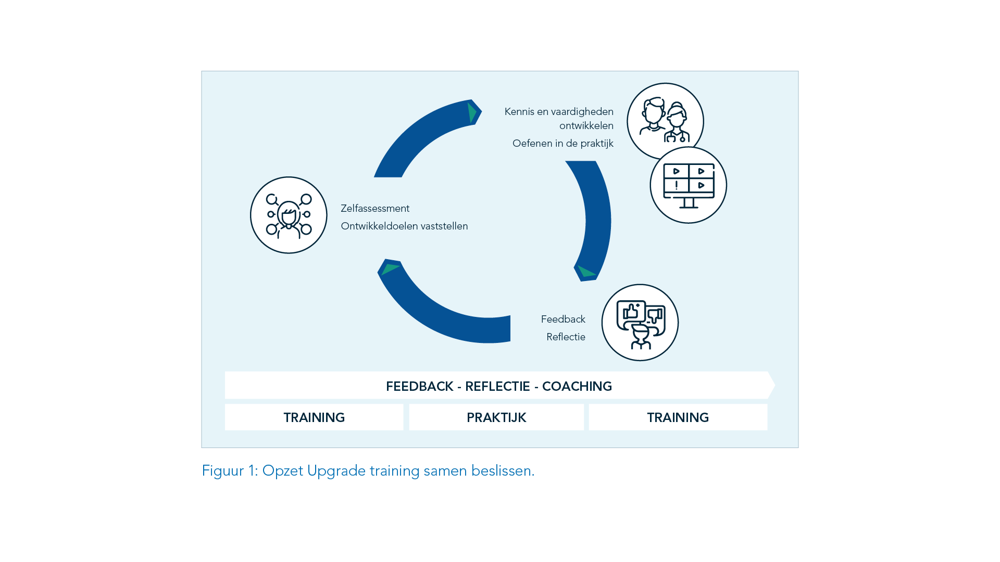 Kennis en vaardigheden
ontwikkelen
Oefenen in de praktijk
Zelfassessment
Ontwikkeldoelen vaststellen
Feedback
Reflectie
FEEDBACK - REFLECTIE - COACHING
TRAINING
PRAKTIJK
TRAINING
Figuur 1: Opzet Upgrade training samen beslissen.